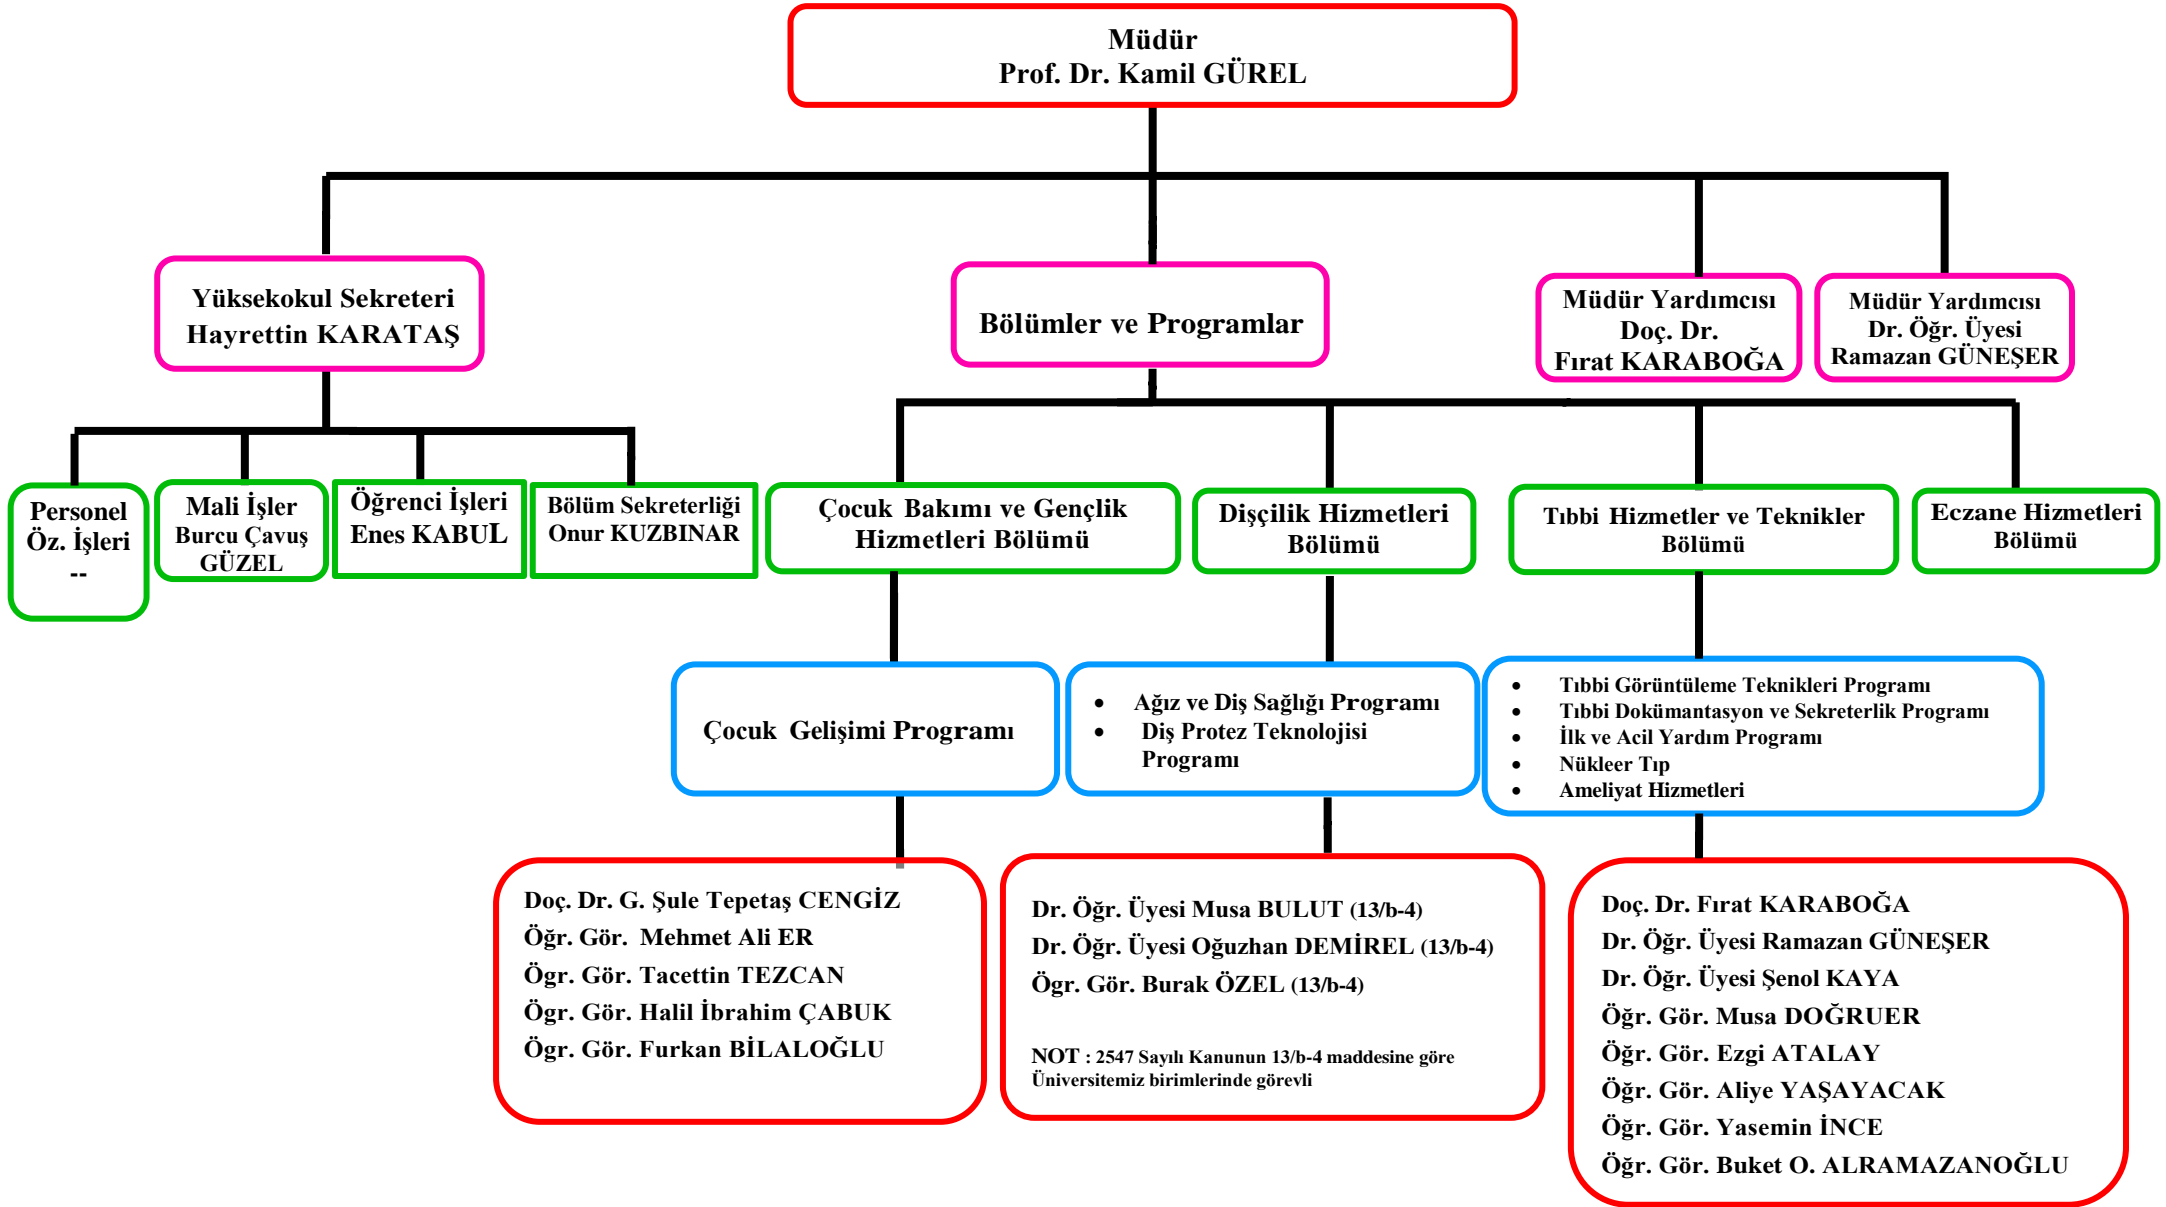 Müdür
Prof. Dr. Kamil GÜREL
Yüksekokul Sekreteri
Hayrettin KARATAŞ
Bölümler ve Programlar
Müdür Yardımcısı
Doç. Dr.
Fırat KARABOĞA
Müdür Yardımcısı
Dr. Öğr. Üyesi
Ramazan GÜNEŞER
Personel
Öz. İşleri
--
Mali İşler
Burcu Çavuş
GÜZEL
Öğrenci İşleri
Enes KABUL
Bölüm Sekreterliği
Onur KUZBINAR
Çocuk Bakımı ve Gençlik
Hizmetleri Bölümü
Dişçilik Hizmetleri
Bölümü
Tıbbi Hizmetler ve Teknikler
Bölümü
Eczane Hizmetleri
Bölümü
Çocuk Gelişimi Programı
• Ağız ve Diş Sağlığı Programı
• Diş Protez Teknolojisi
Programı
• Tıbbi Görüntüleme Teknikleri Programı
• Tıbbi Dokümantasyon ve Sekreterlik Programı
• İlk ve Acil Yardım Programı
• Nükleer Tıp
• Ameliyat Hizmetleri
Doç. Dr. G. Şule Tepetaş CENGİZ
Öğr. Gör. Mehmet Ali ER
Ögr. Gör. Tacettin TEZCAN
Ögr. Gör. Halil İbrahim ÇABUK
Ögr. Gör. Furkan BİLALOĞLU
Dr. Öğr. Üyesi Musa BULUT (13/b-4)
Dr. Öğr. Üyesi Oğuzhan DEMİREL (13/b-4)
Ögr. Gör. Burak ÖZEL (13/b-4)
NOT : 2547 Sayılı Kanunun 13/b-4 maddesine göre
Üniversitemiz birimlerinde görevli
Doç. Dr. Fırat KARABOĞA
Dr. Öğr. Üyesi Ramazan GÜNEŞER
Dr. Öğr. Üyesi Şenol KAYA
Öğr. Gör. Musa DOĞRUER
Öğr. Gör. Ezgi ATALAY
Öğr. Gör. Aliye YAŞAYACAK
Öğr. Gör. Yasemin İNCE
Öğr. Gör. Buket O. ALRAMAZANOĞLU